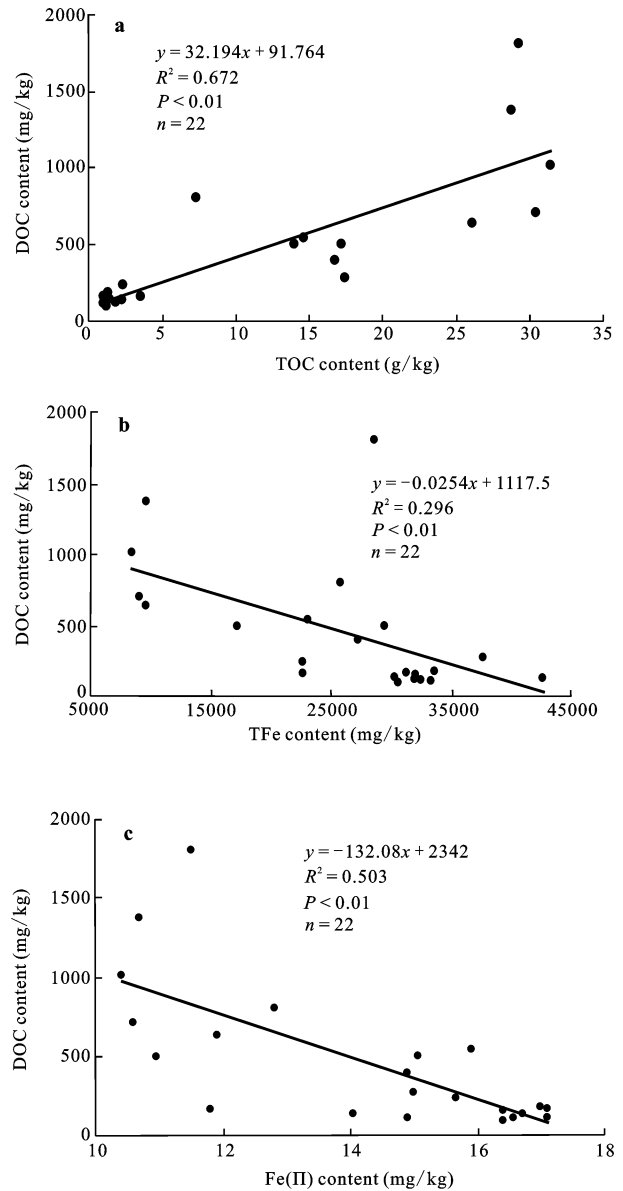 2000
a
y = 32.194x + 91.764
R² = 0.672
P < 0.01
n = 22
1500
1000
500
0
DOC content (mg/kg)
0 5 10 15 20 25 30 35
TOC content (g/kg)
2000
b
y = −0.0254x + 1117.5
R² = 0.296
P < 0.01
n = 22
1500
1000
500
0
DOC content (mg/kg)
5000 15000 25000 35000 45000
TFe content (mg/kg)
2000
c
y = −132.08x + 2342
R² = 0.503
P < 0.01
n = 22
1500
1000
500
0
DOC content (mg/kg)
10 12 14 16 18
Fe(Π) content (mg/kg)